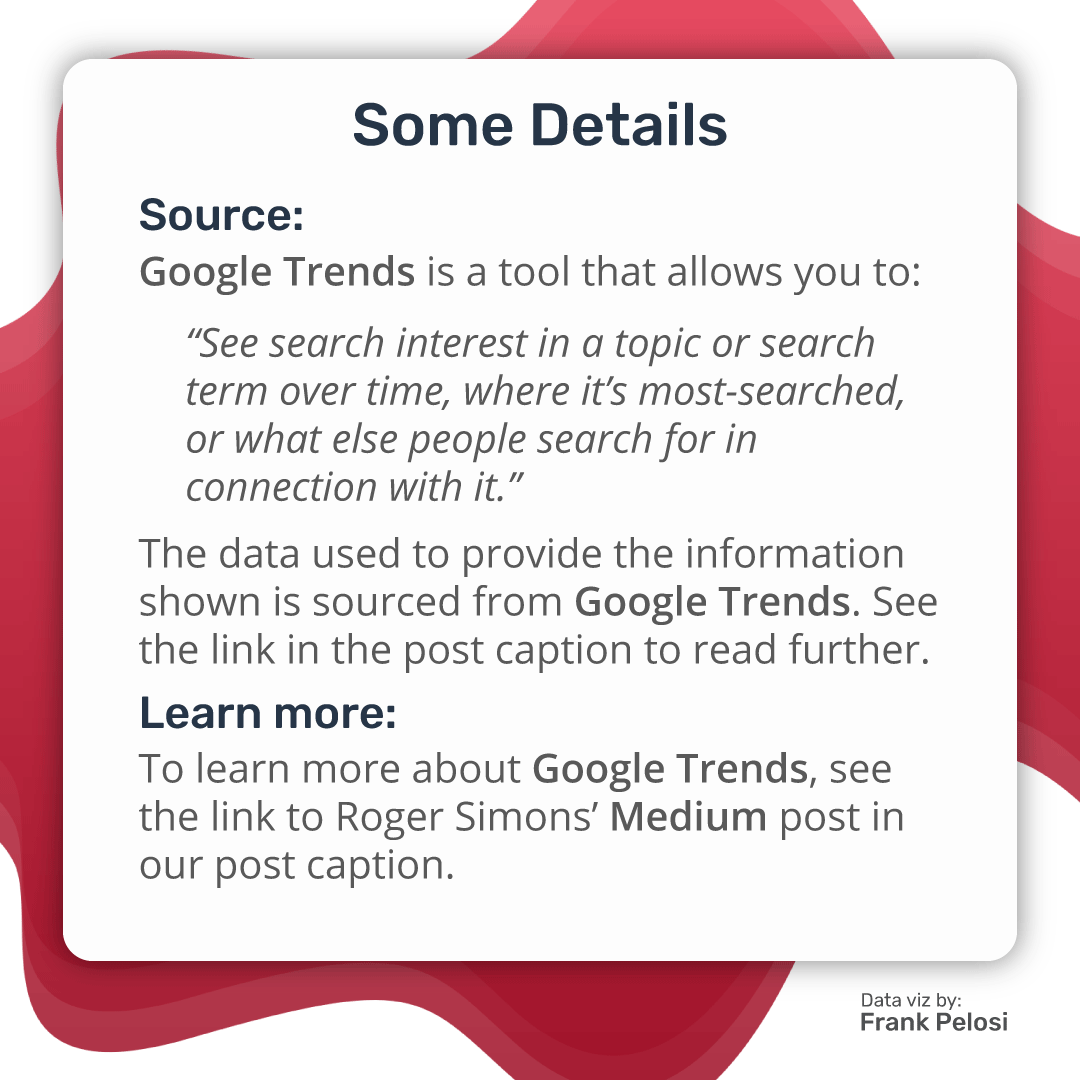 Some Details
Source:
Google Trends is a tool that allows you to:
“See search interest in a topic or search
term over time, where it’s most-searched,
or what else people search for in
connection with it.”
The data used to provide the information
shown is sourced from Google Trends. See
the link in the post caption to read further.
Learn more:
To learn more about Google Trends, see
the link to Roger Simons’ Medium post in
our post caption.
Data viz by:
Frank Pelosi